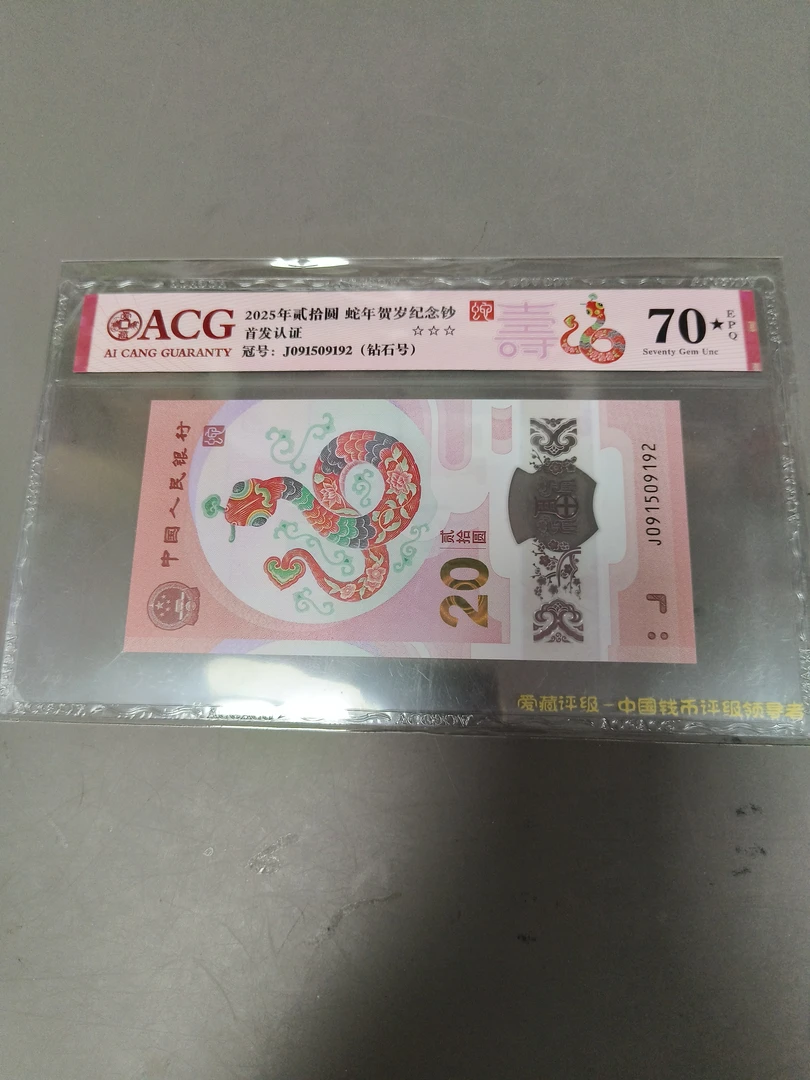 ACG
AI CANG GUARANTY
2025年贰拾圆 蛇年贺岁纪念钞
首发认证 ☆☆☆
冠号：J091509192（钻石号）
壽
70★
EPQ
Seventy Gem Unc
中国人民银行
贰拾圆
20
J091509192
爱藏评级-中国钱币评级领导者